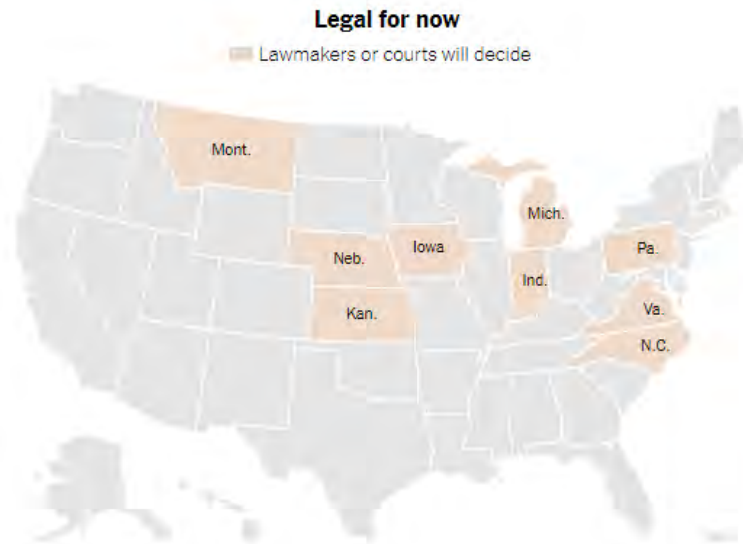 Legal for now
Lawmakers or courts will decide
Mont.
Mich.
Iowa
Pa.
Neb.
Ind.
Kan.
Va.
N.C.